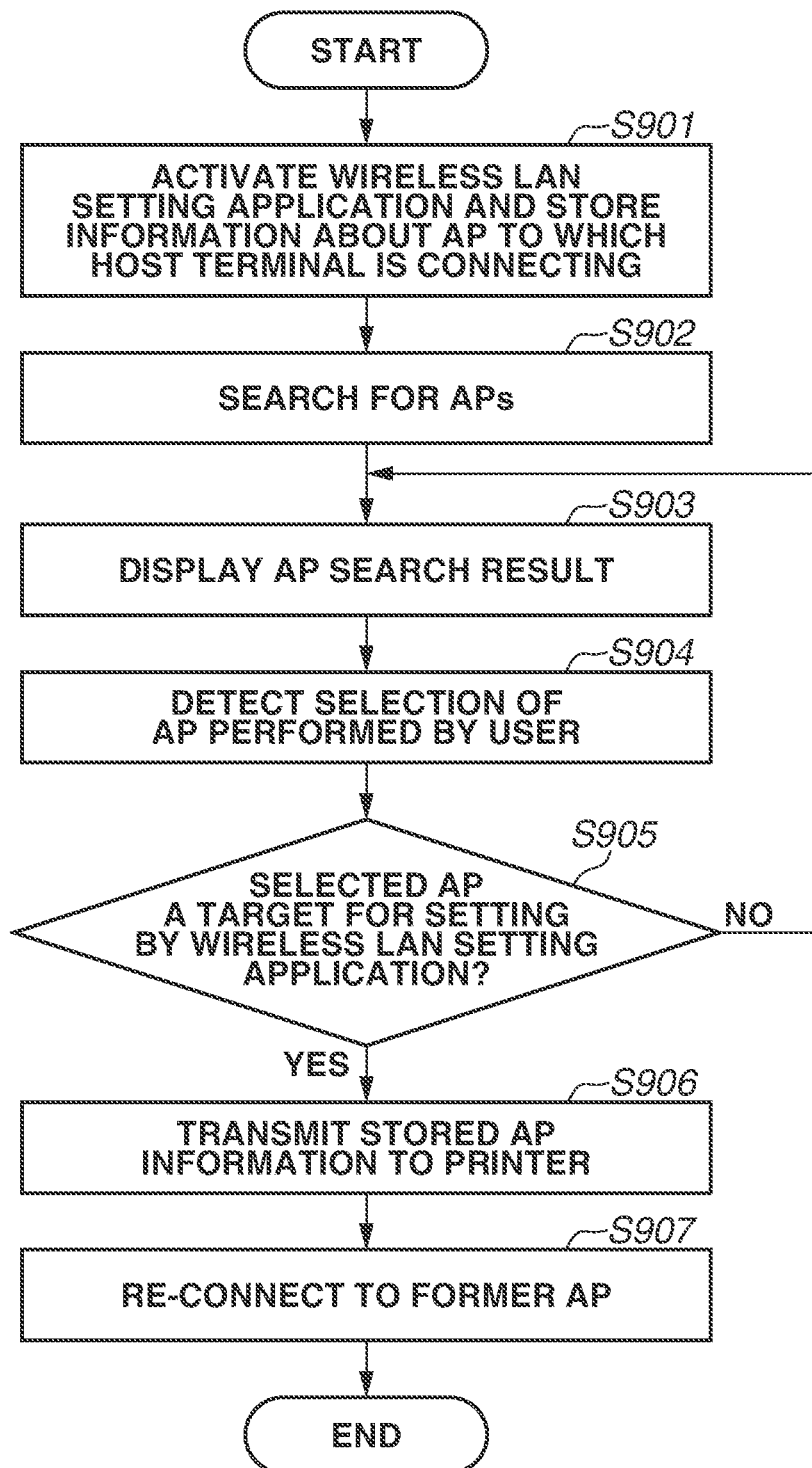 START
S901
ACTIVATE WIRELESS LAN
SETTING APPLICATION AND STORE
INFORMATION ABOUT AP TO WHICH
HOST TERMINAL IS CONNECTING
S902
SEARCH FOR APs
S903
DISPLAY AP SEARCH RESULT
S904
DETECT SELECTION OF
AP PERFORMED BY USER
S905
SELECTED AP
A TARGET FOR SETTING
BY WIRELESS LAN SETTING
APPLICATION?
NO
YES
S906
TRANSMIT STORED AP
INFORMATION TO PRINTER
S907
RE-CONNECT TO FORMER AP
END